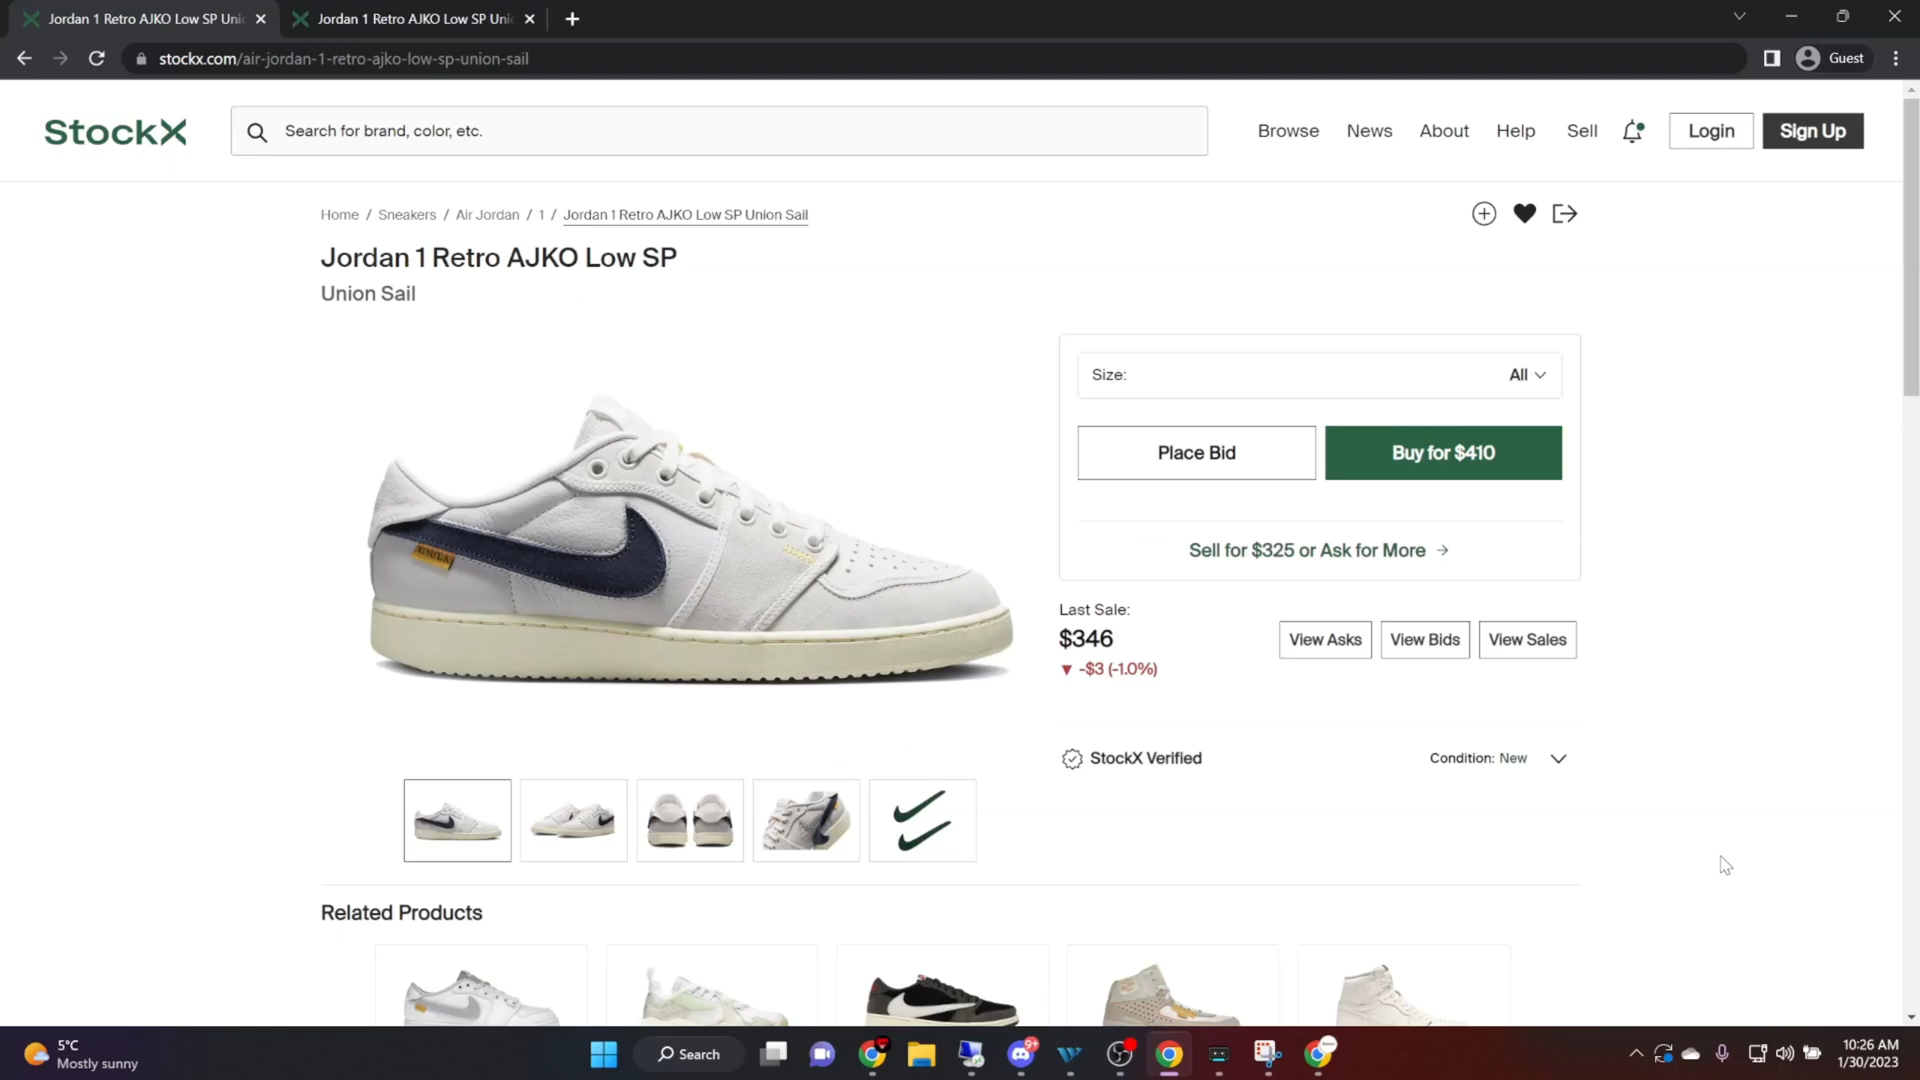 Jordan 1 Retro AJKO Low SP Uni
Jordan 1 Retro AJKO Low SP Uni
stockx.com/air-jordan-1-retro-ajko-low-sp-union-sail
Guest
StockX
Search for brand, color, etc.
Browse
News
About
Help
Sell
Login
Sign Up
Home / Sneakers / Air Jordan / 1 / Jordan 1 Retro AJKO Low SP Union Sail
Jordan 1 Retro AJKO Low SP
Union Sail
Size:
All
Place Bid
Buy for $410
Sell for $325 or Ask for More
Last Sale:
$346
-$3 (-1.0%)
View Asks
View Bids
View Sales
StockX Verified
Condition: New
Related Products
5°C
Mostly sunny
Search
9+
10:26 AM
1/30/2023